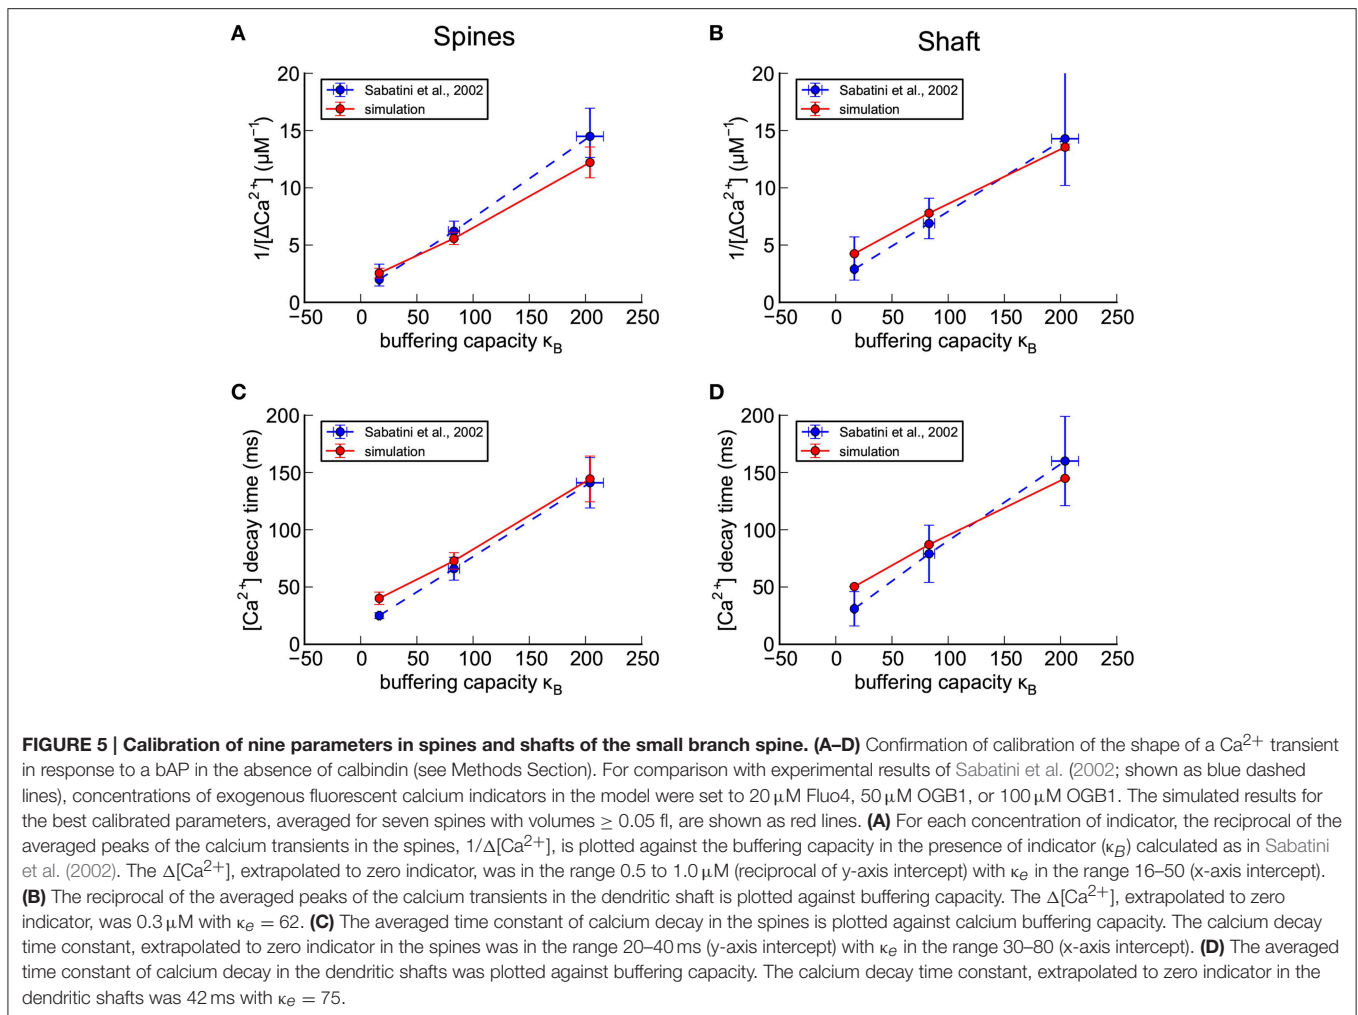 A
Spines
B
Shaft
20
15
10
5
0
1/[ΔCa²⁺] (μM⁻¹)
Sabatini et al., 2002
simulation
−50 0 50 100 150 200 250
buffering capacity κB
20
15
10
5
0
1/[ΔCa²⁺] (μM⁻¹)
Sabatini et al., 2002
simulation
−50 0 50 100 150 200 250
buffering capacity κB
C
D
200
150
100
50
0
[Ca²⁺] decay time (ms)
Sabatini et al., 2002
simulation
−50 0 50 100 150 200 250
buffering capacity κB
200
150
100
50
0
[Ca²⁺] decay time (ms)
Sabatini et al., 2002
simulation
−50 0 50 100 150 200 250
buffering capacity κB
FIGURE 5 | Calibration of nine parameters in spines and shafts of the small branch spine. (A–D) Confirmation of calibration of the shape of a Ca²⁺ transient
in response to a bAP in the absence of calbindin (see Methods Section). For comparison with experimental results of Sabatini et al. (2002; shown as blue dashed
lines), concentrations of exogenous fluorescent calcium indicators in the model were set to 20 μM Fluo4, 50 μM OGB1, or 100 μM OGB1. The simulated results for
the best calibrated parameters, averaged for seven spines with volumes ≥ 0.05 fl, are shown as red lines. (A) For each concentration of indicator, the reciprocal of
the averaged peaks of the calcium transients in the spines, 1/Δ[Ca²⁺], is plotted against the buffering capacity in the presence of indicator (κB) calculated as in Sabatini
et al. (2002). The Δ[Ca²⁺], extrapolated to zero indicator, was in the range 0.5 to 1.0 μM (reciprocal of y-axis intercept) with κe in the range 16–50 (x-axis intercept).
(B) The reciprocal of the averaged peaks of the calcium transients in the dendritic shaft is plotted against buffering capacity. The Δ[Ca²⁺], extrapolated to zero
indicator, was 0.3 μM with κe = 62. (C) The averaged time constant of calcium decay in the spines is plotted against calcium buffering capacity. The calcium decay
time constant, extrapolated to zero indicator in the spines was in the range 20–40 ms (y-axis intercept) with κe in the range 30–80 (x-axis intercept). (D) The averaged
time constant of calcium decay in the dendritic shafts was plotted against buffering capacity. The calcium decay time constant, extrapolated to zero indicator in the
dendritic shafts was 42 ms with κe = 75.